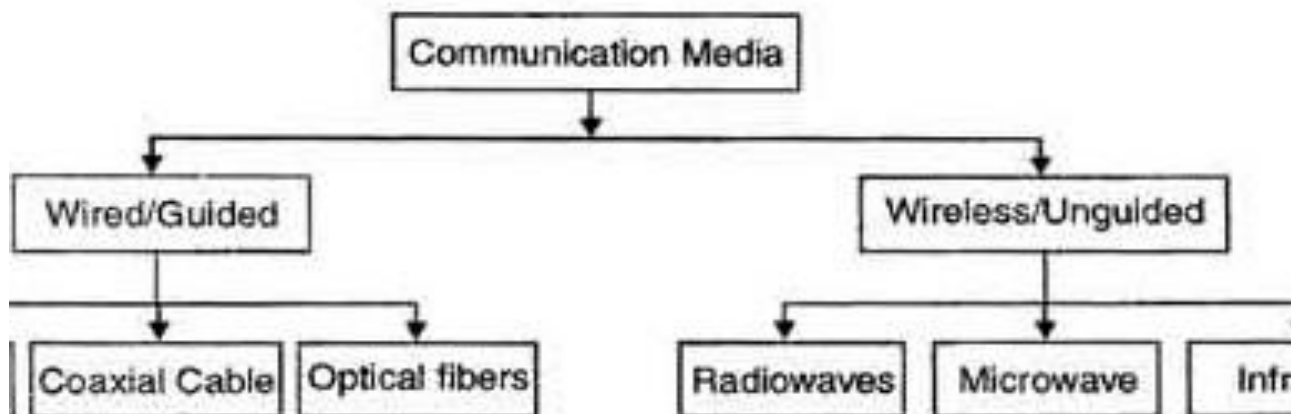 Communication Media
Wired/Guided
Wireless/Unguided
Coaxial Cable
Optical fibers
Radiowaves
Microwave